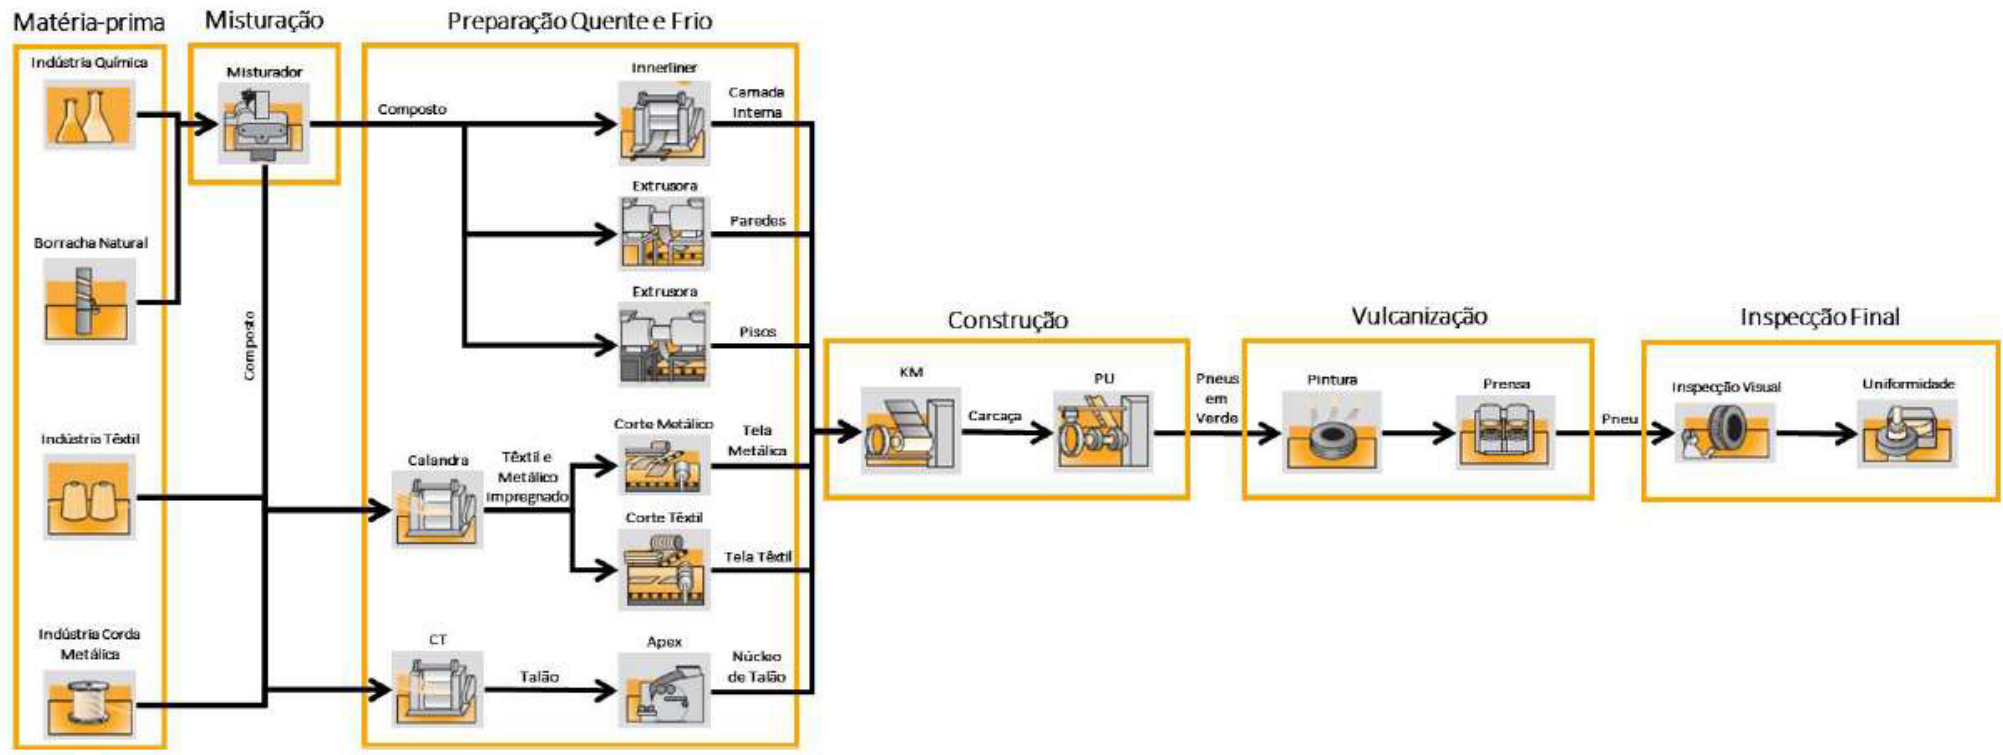 Matéria-prima
Indústria Química
Borracha Natural
Indústria Têxtil
Indústria Corda
Metálica
Misturação
Misturador
Composto
Preparação Quente e Frio
Composto
Innerliner
Camada
Interna
Extrusora
Paredes
Extrusora
Pisos
Calandra
Têxtil e
Metálico
Impregnado
Corte Metálico
Tela
Metálica
Corte Têxtil
Tela Têxtil
CT
Talão
Apex
Núcleo
de Talão
Construção
KM
Carcaça
PU
Pneus
em
Verde
Vulcanização
Pintura
Prensa
Pneu
Inspecção Final
Inspecção Visual
Uniformidade